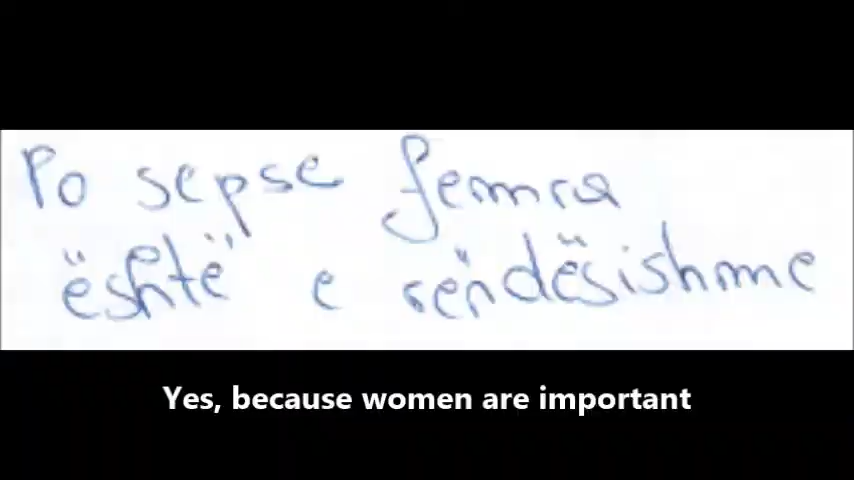 Po sepse femra
është e rëndësishme
Yes, because women are important